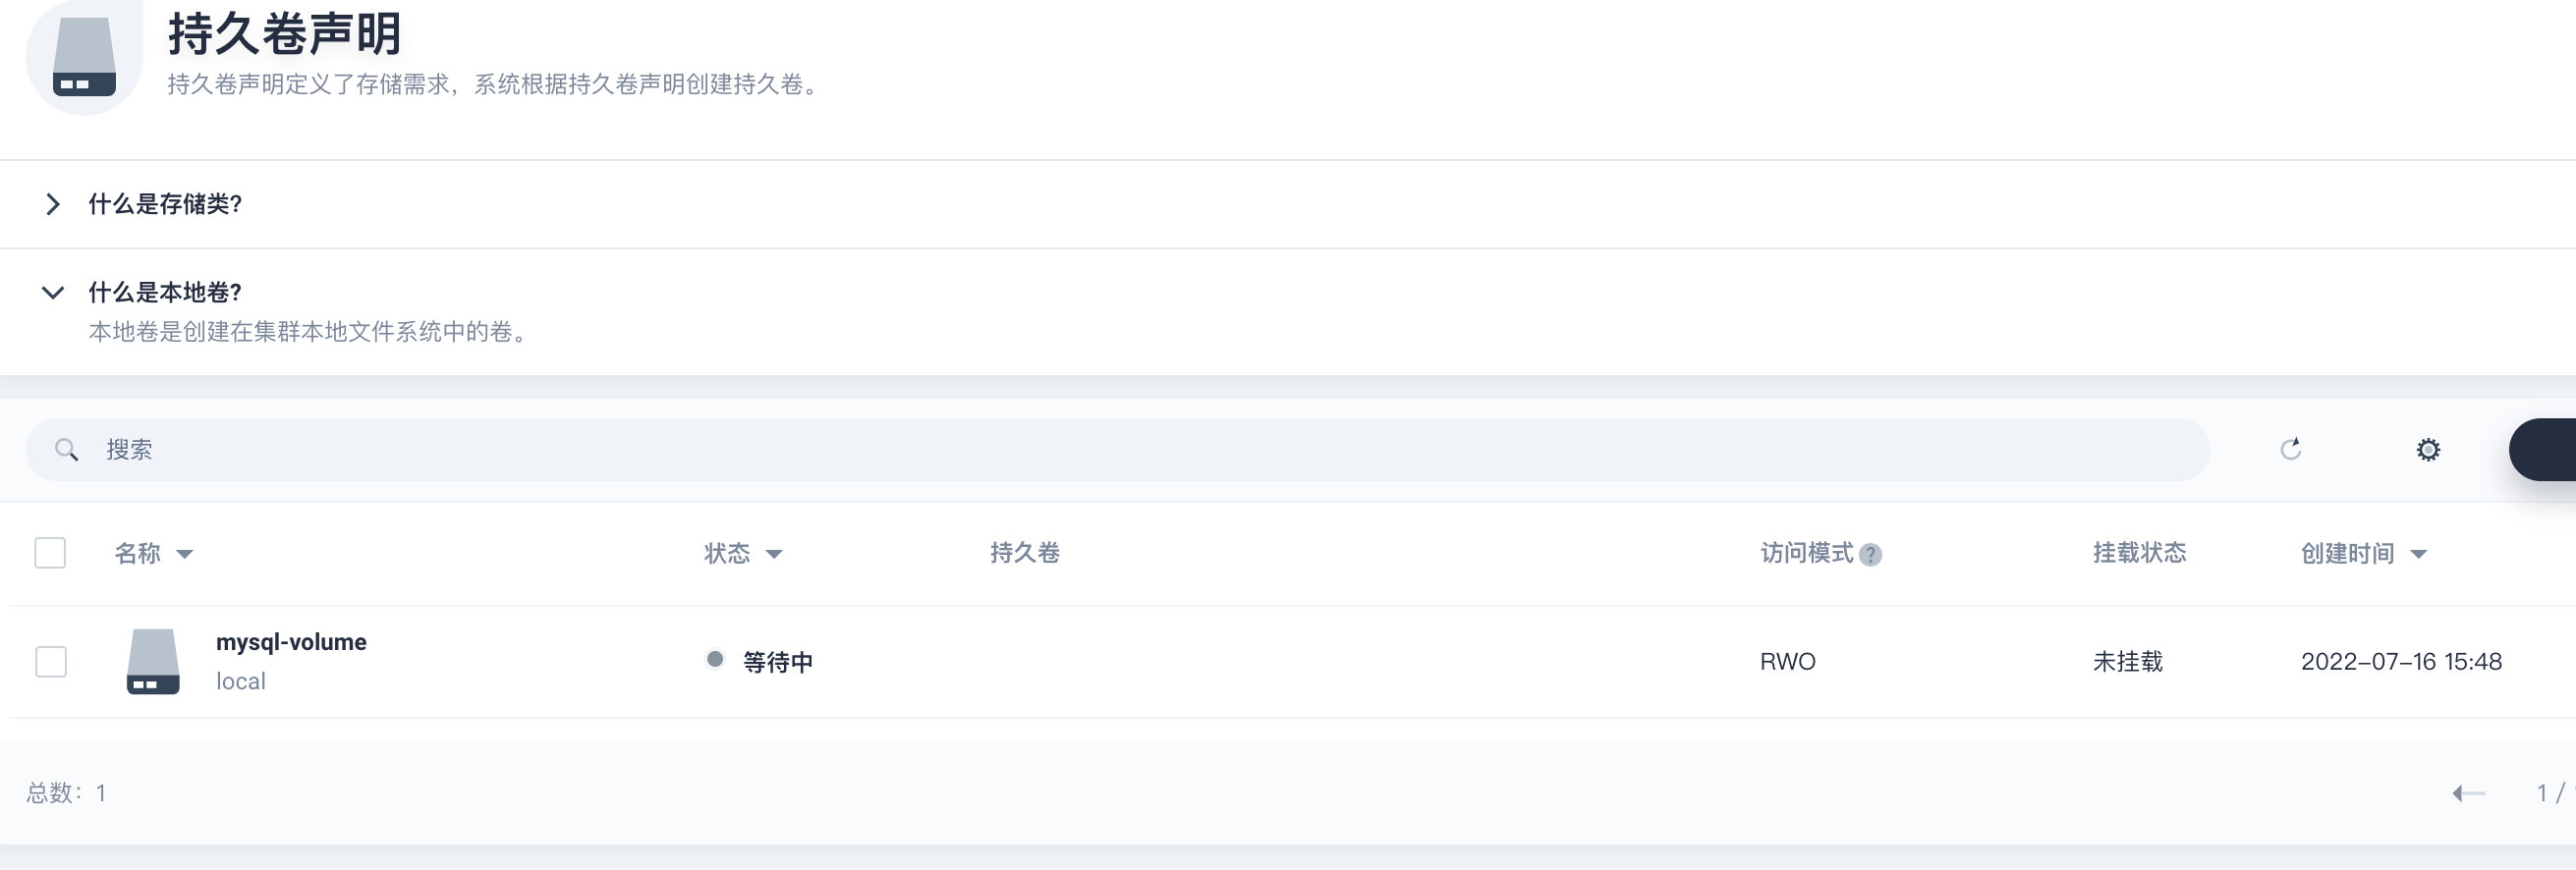 持久卷声明
持久卷声明定义了存储需求，系统根据持久卷声明创建持久卷。
什么是存储类?
什么是本地卷?
本地卷是创建在集群本地文件系统中的卷。
搜索
名称 状态 持久卷 访问模式 ? 挂载状态 创建时间
mysql-volume
local
等待中 RWO 未挂载 2022-07-16 15:48
总数：1
1 /